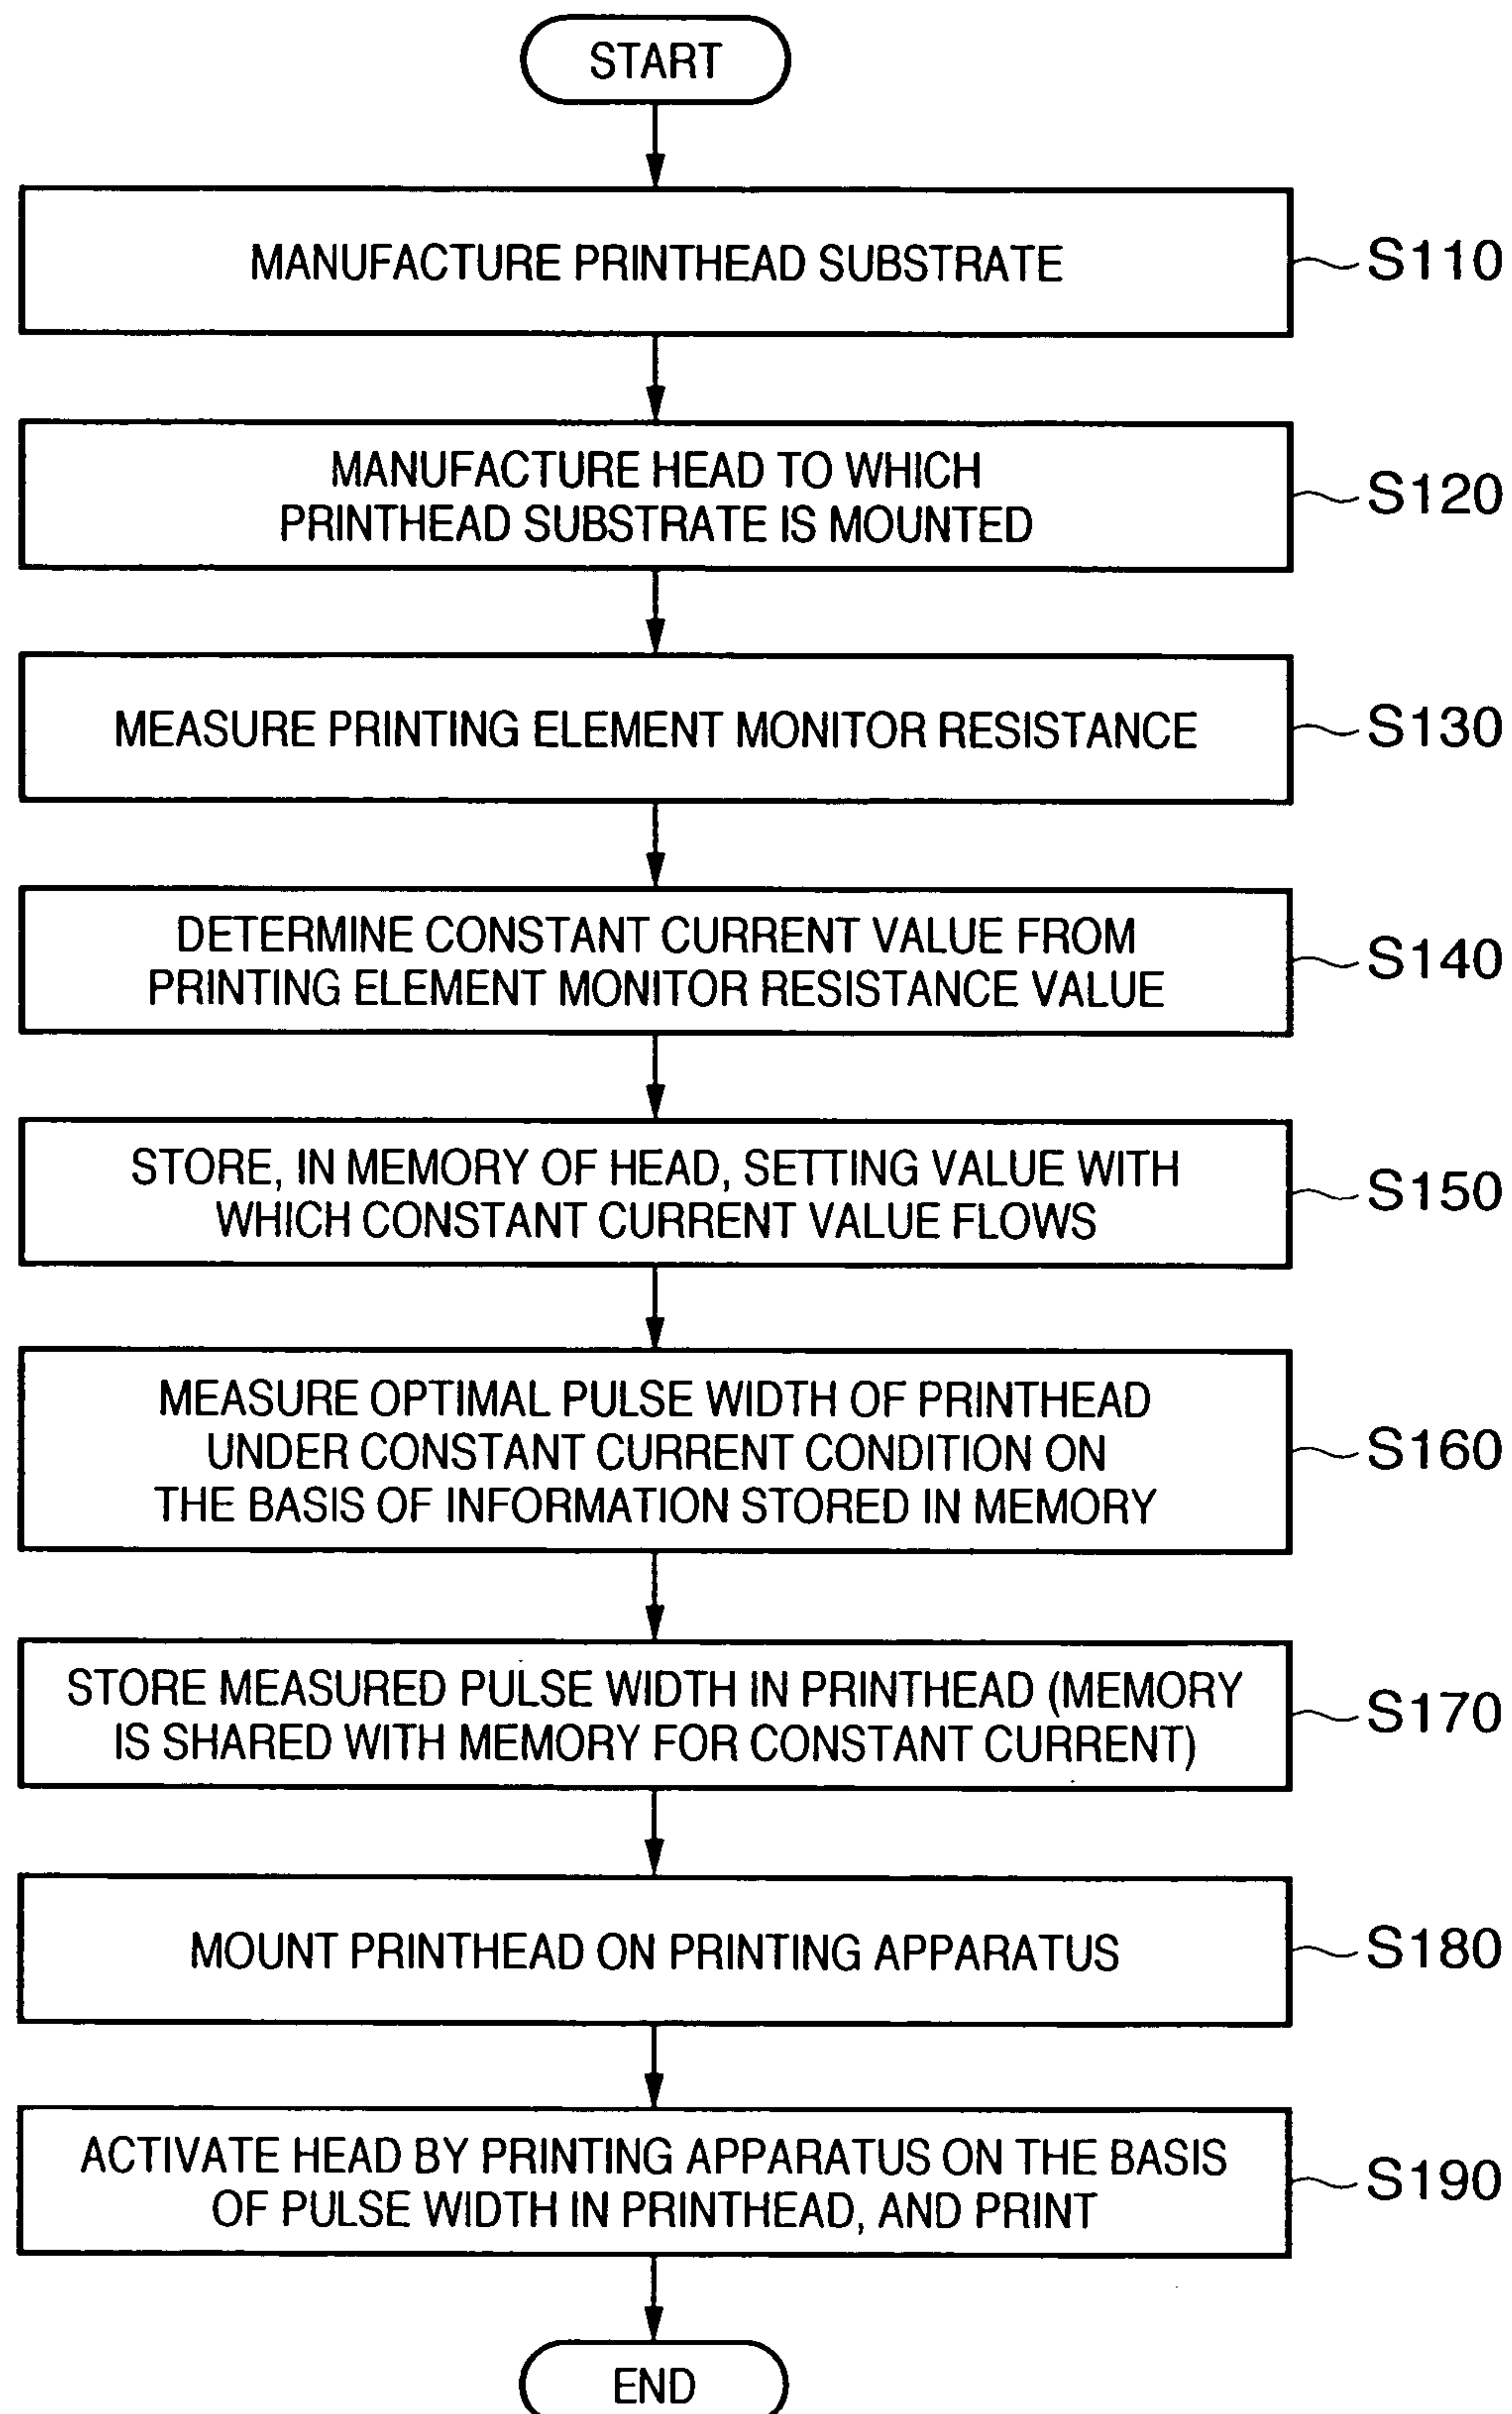 START
MANUFACTURE PRINTHEAD SUBSTRATE
S110
MANUFACTURE HEAD TO WHICH
PRINTHEAD SUBSTRATE IS MOUNTED
S120
MEASURE PRINTING ELEMENT MONITOR RESISTANCE
S130
DETERMINE CONSTANT CURRENT VALUE FROM
PRINTING ELEMENT MONITOR RESISTANCE VALUE
S140
STORE, IN MEMORY OF HEAD, SETTING VALUE WITH
WHICH CONSTANT CURRENT VALUE FLOWS
S150
MEASURE OPTIMAL PULSE WIDTH OF PRINTHEAD
UNDER CONSTANT CURRENT CONDITION ON
THE BASIS OF INFORMATION STORED IN MEMORY
S160
STORE MEASURED PULSE WIDTH IN PRINTHEAD (MEMORY
IS SHARED WITH MEMORY FOR CONSTANT CURRENT)
S170
MOUNT PRINTHEAD ON PRINTING APPARATUS
S180
ACTIVATE HEAD BY PRINTING APPARATUS ON THE BASIS
OF PULSE WIDTH IN PRINTHEAD, AND PRINT
S190
END